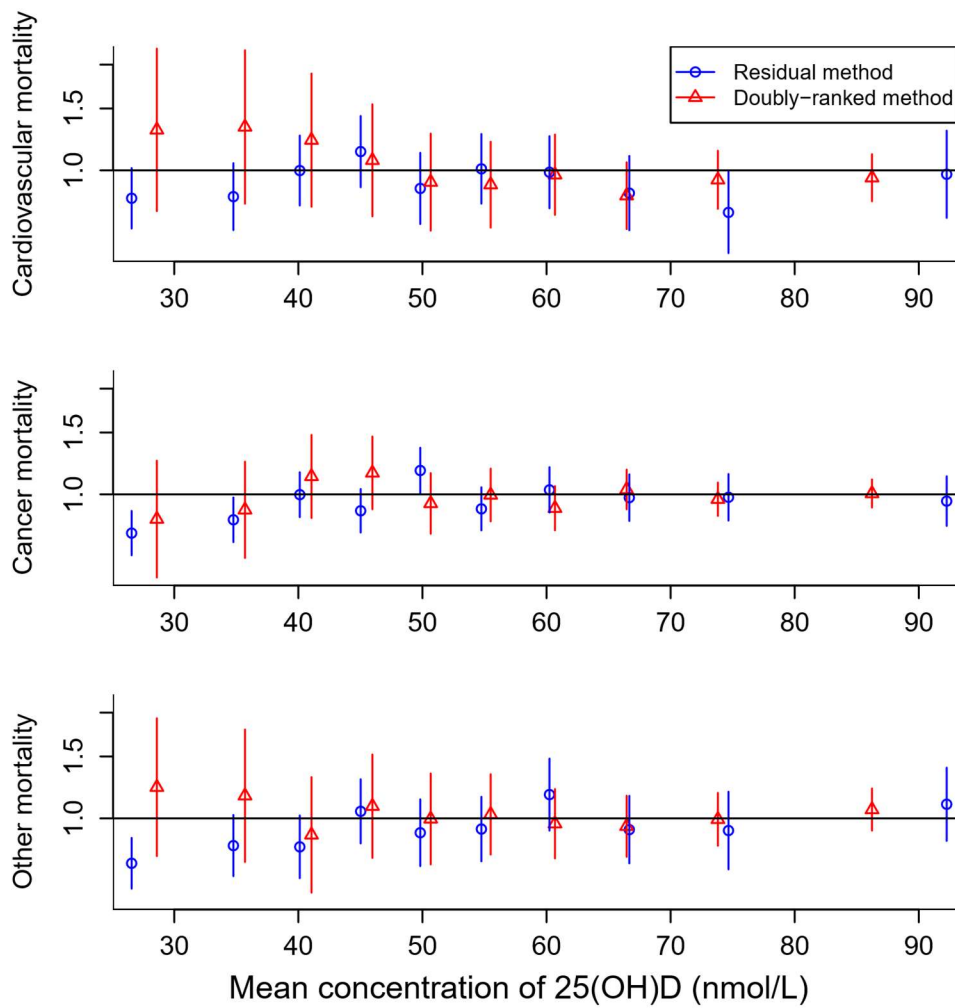 Cardiovascular mortality
1.5
1.0
Residual method
Doubly−ranked method
30 40 50 60 70 80 90
Cancer mortality
1.5
1.0
30 40 50 60 70 80 90
Other mortality
1.5
1.0
30 40 50 60 70 80 90
Mean concentration of 25(OH)D (nmol/L)